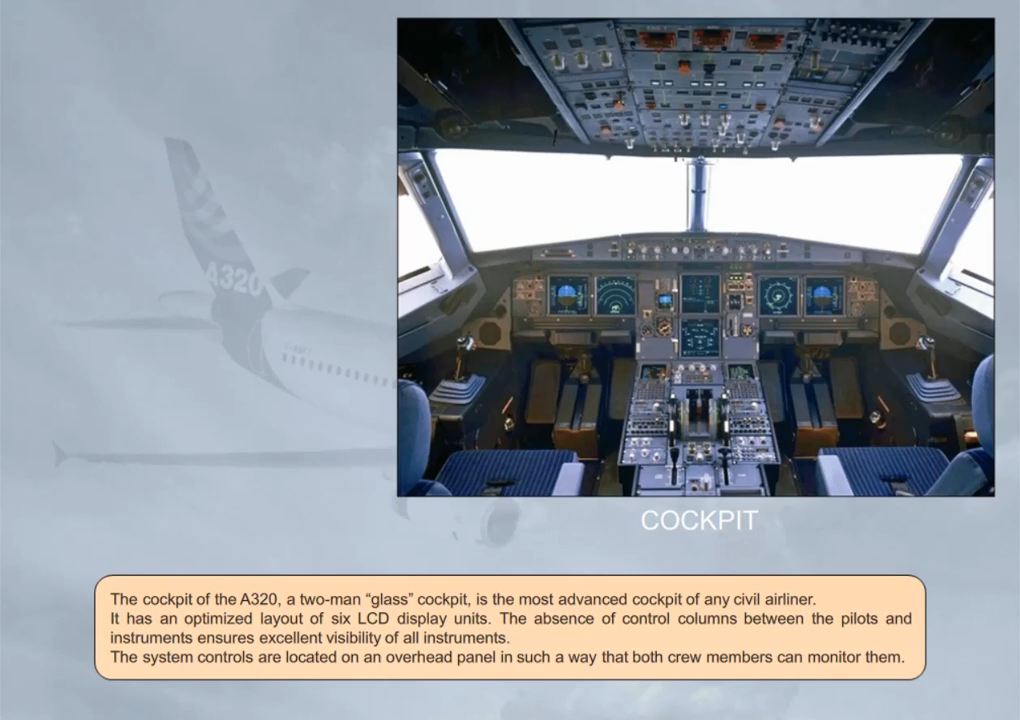 A320
COCKPIT
The cockpit of the A320, a two-man “glass” cockpit, is the most advanced cockpit of any civil airliner.
It has an optimized layout of six LCD display units. The absence of control columns between the pilots and
instruments ensures excellent visibility of all instruments.
The system controls are located on an overhead panel in such a way that both crew members can monitor them.